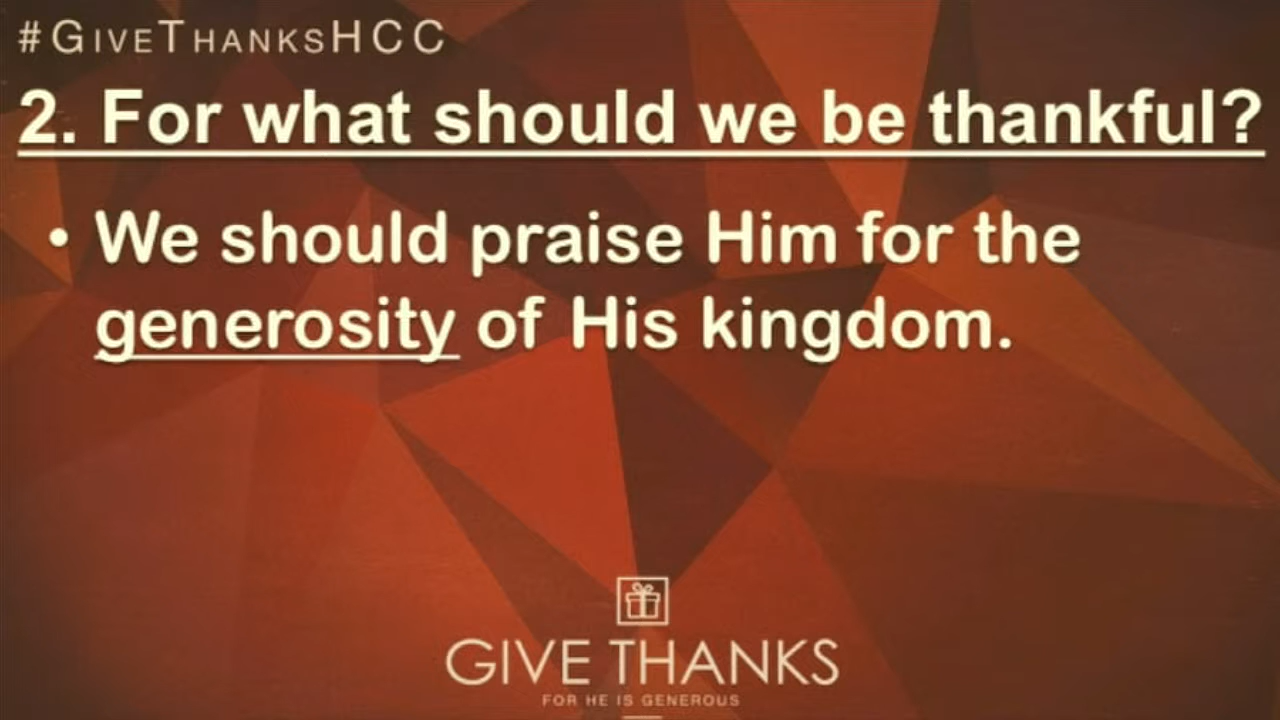 #GIVETHANKSHCC
2. For what should we be thankful?
• We should praise Him for the
generosity of His kingdom.
GIVE THANKS
FOR HE IS GENEROUS